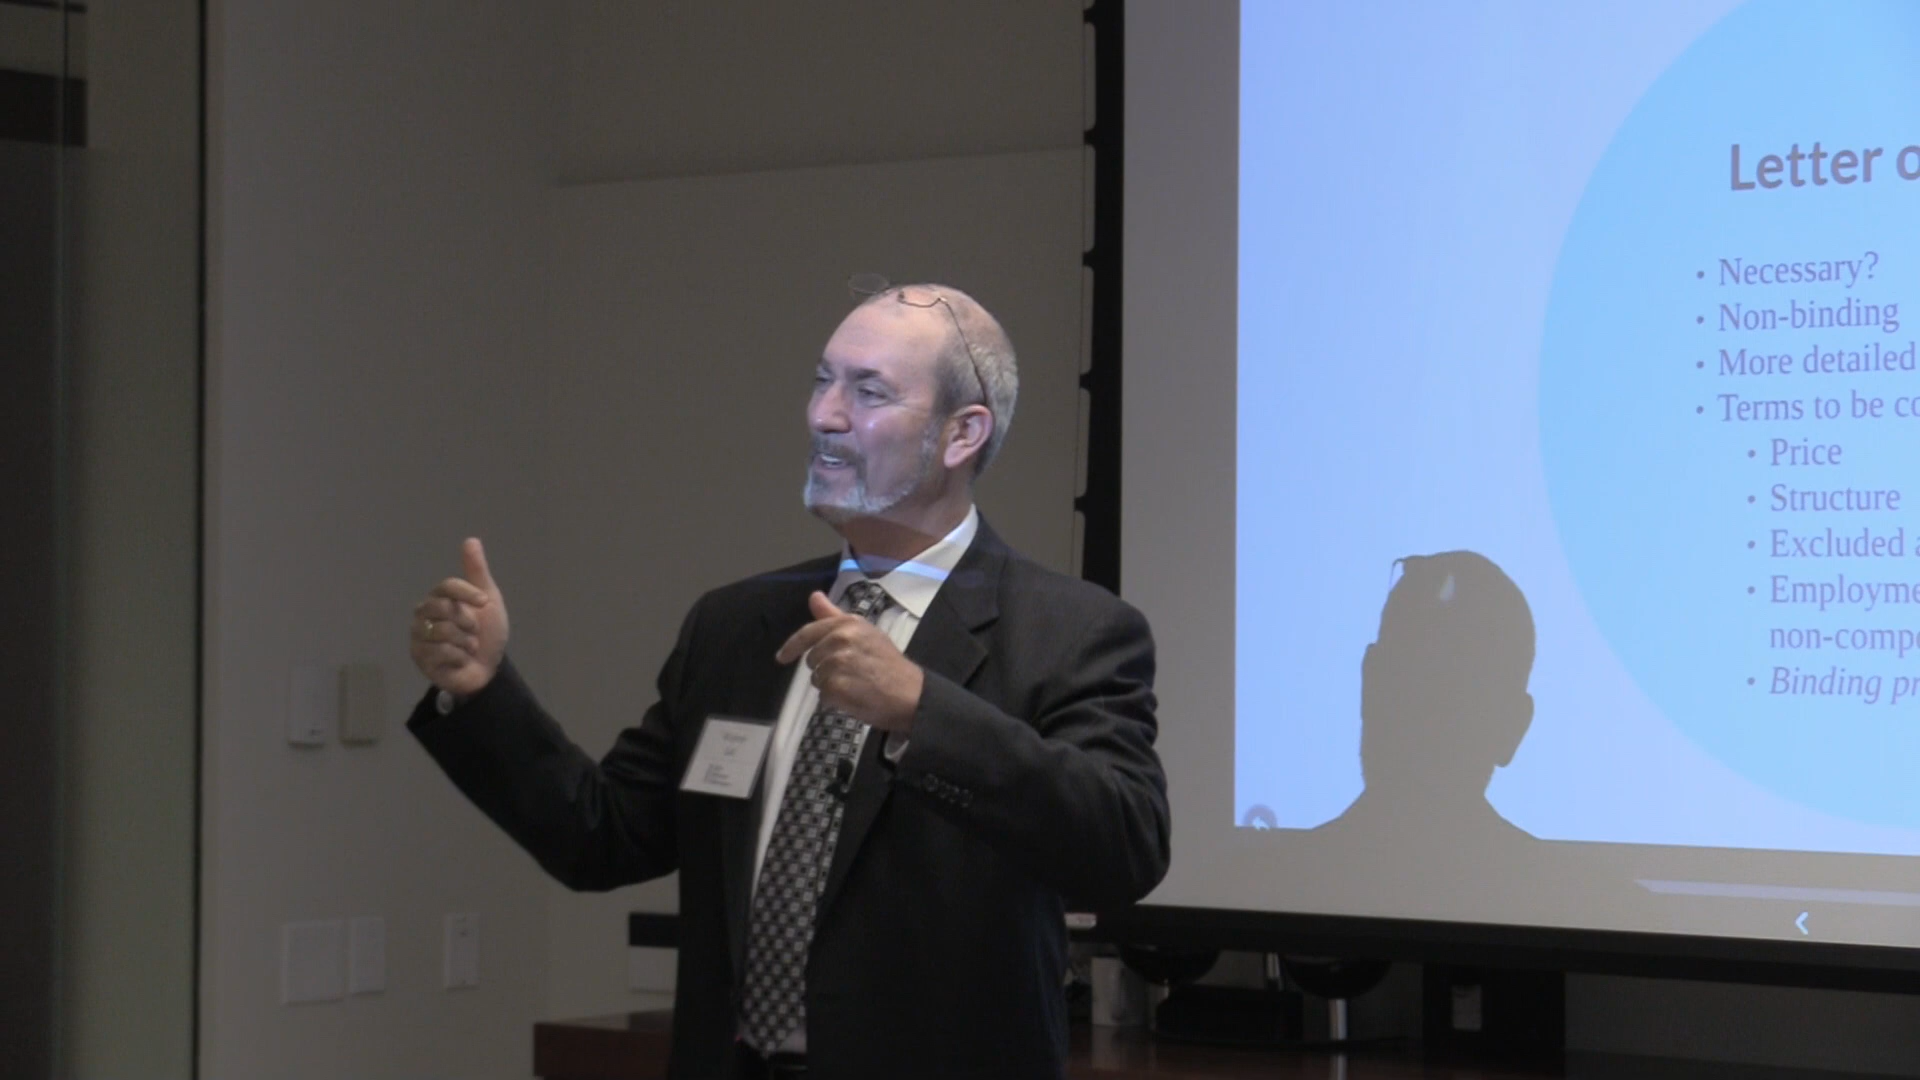 Letter o
• Necessary?
• Non-binding
• More detailed
• Terms to be co
• Price
• Structure
• Excluded a
• Employme
non-compe
• Binding pr